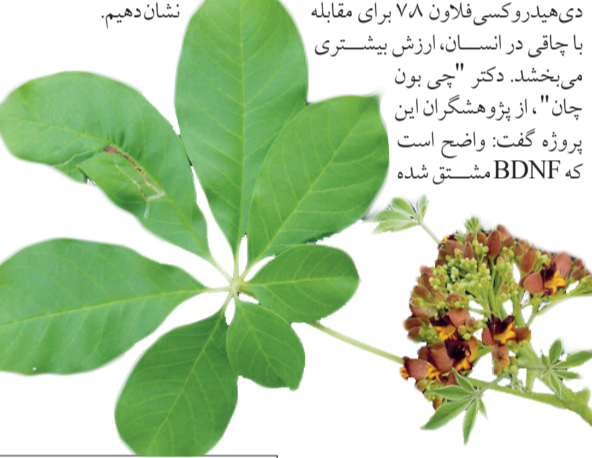 دی‌هیدروکسی‌فلاون ۷،۸ برای مقابله
با چاقی در انسان، ارزش بیشتری
می‌بخشد. دکتر "چی بون
چان"، از پژوهشگران این
پروژه گفت: واضح است
که BDNF مشتق شده
نشان دهیم.